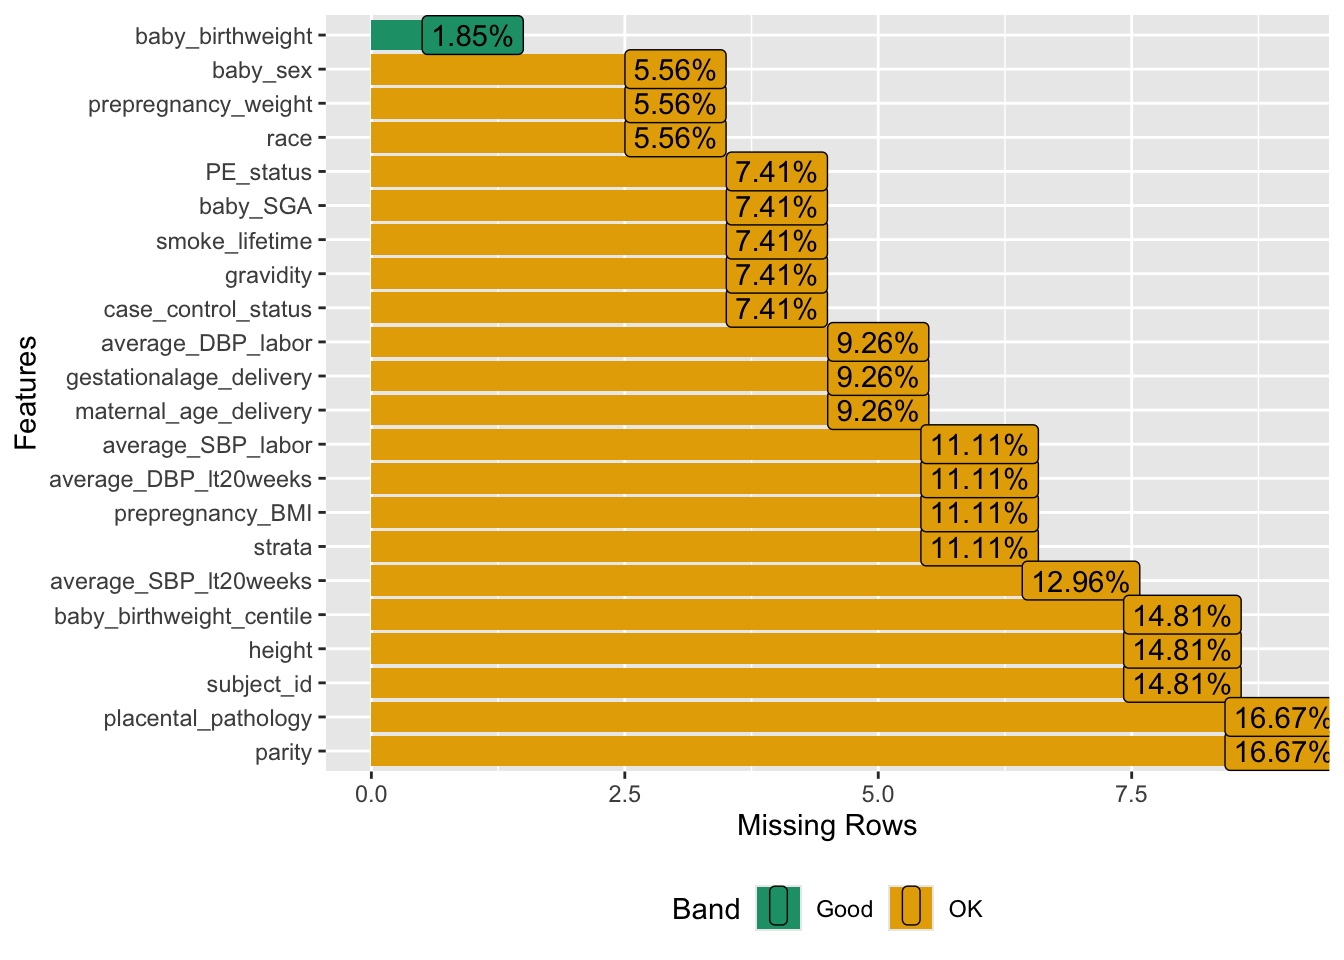 baby_birthweight 1.85%
baby_sex 5.56%
prepregnancy_weight 5.56%
race 5.56%
PE_status 7.41%
baby_SGA 7.41%
smoke_lifetime 7.41%
gravidity 7.41%
case_control_status 7.41%
average_DBP_labor 9.26%
gestationalage_delivery 9.26%
maternal_age_delivery 9.26%
average_SBP_labor 11.11%
average_DBP_lt20weeks 11.11%
prepregnancy_BMI 11.11%
strata 11.11%
average_SBP_lt20weeks 12.96%
baby_birthweight_centile 14.81%
height 14.81%
subject_id 14.81%
placental_pathology 16.67%
parity 16.67%
Features
0.0 2.5 5.0 7.5
Missing Rows
Band Good OK